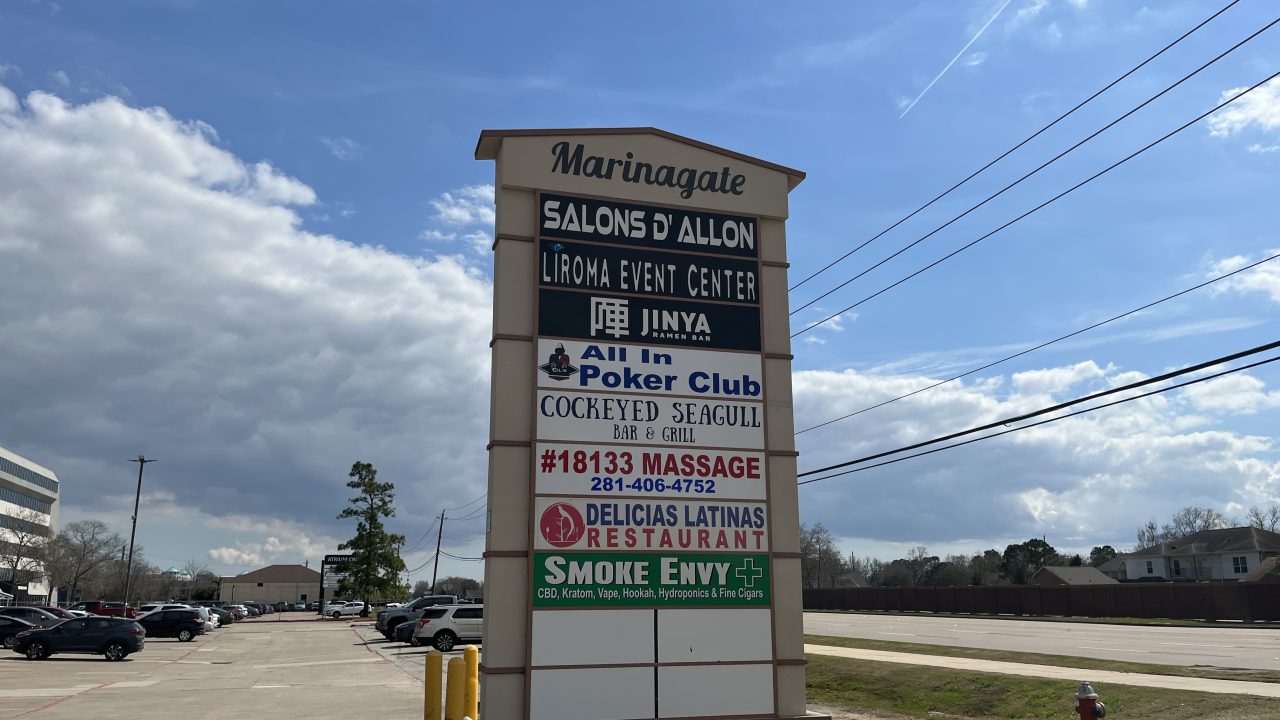 Marinagate
SALONS D' ALLON
LIROMA EVENT CENTER
陣 JINYA
RAMEN BAR
All In
Poker Club
COCKEYED SEAGULL
BAR & GRILL
#18133 MASSAGE
281-406-4752
DELICIAS LATINAS
RESTAURANT
SMOKE ENVY
CBD, Kratom, Vape, Hookah, Hydroponics & Fine Cigars